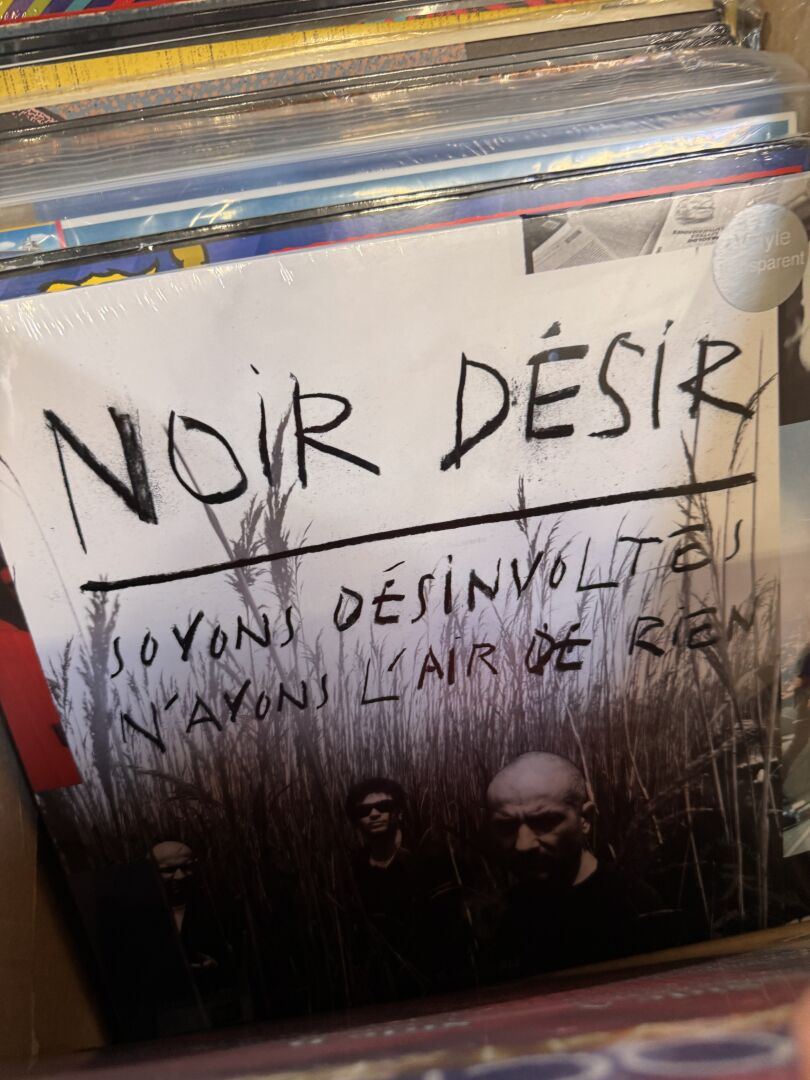 NOIR DÉSIR
SOYONS DÉSINVOLTES
N'AYONS L'AIR DE RIEN